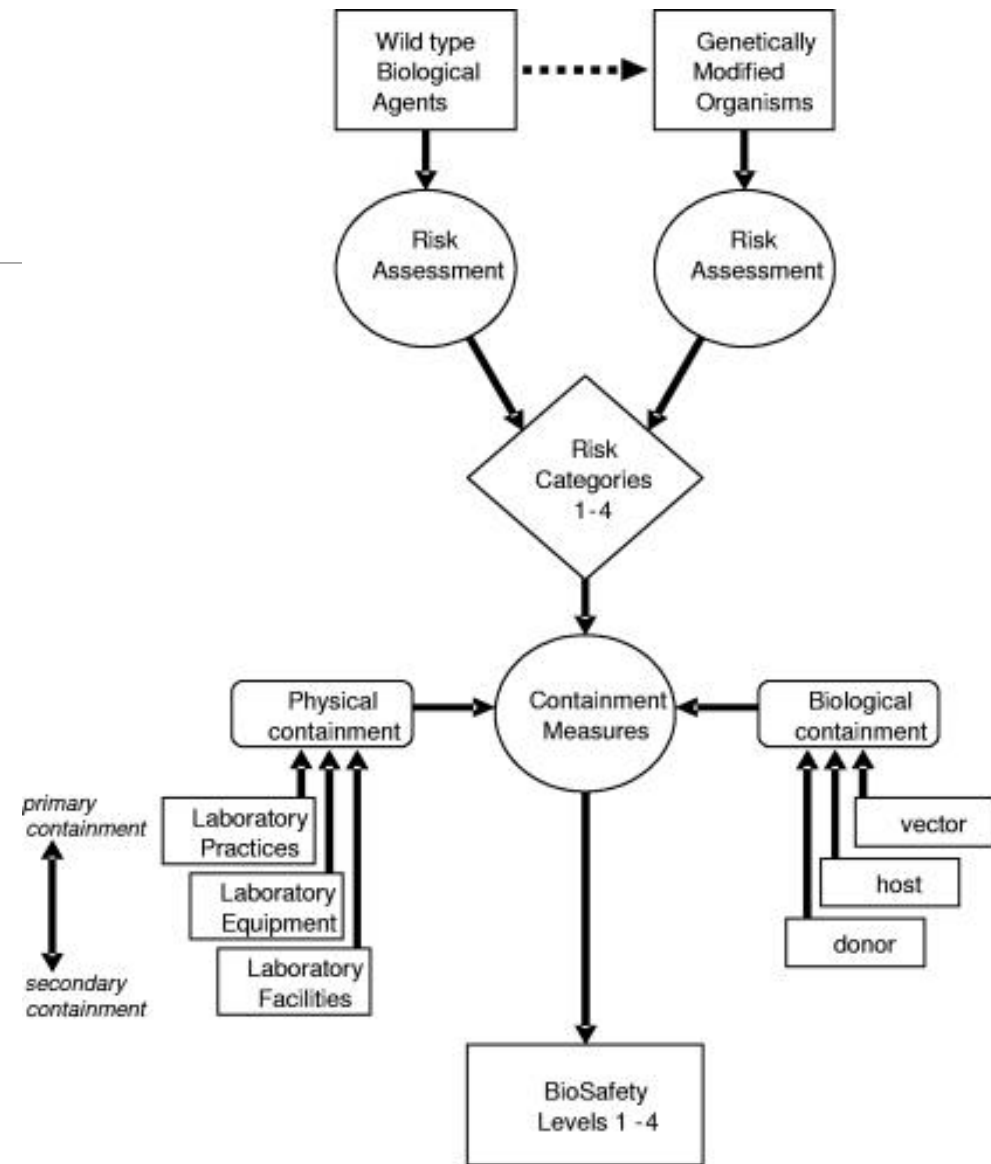 Wild type
Biological
Agents
Genetically
Modified
Organisms
Risk
Assessment
Risk
Assessment
Risk
Categories
1-4
Physical
containment
Containment
Measures
Biological
containment
primary
containment
Laboratory
Practices
vector
Laboratory
Equipment
host
Laboratory
Facilities
donor
secondary
containment
BioSafety
Levels 1 - 4